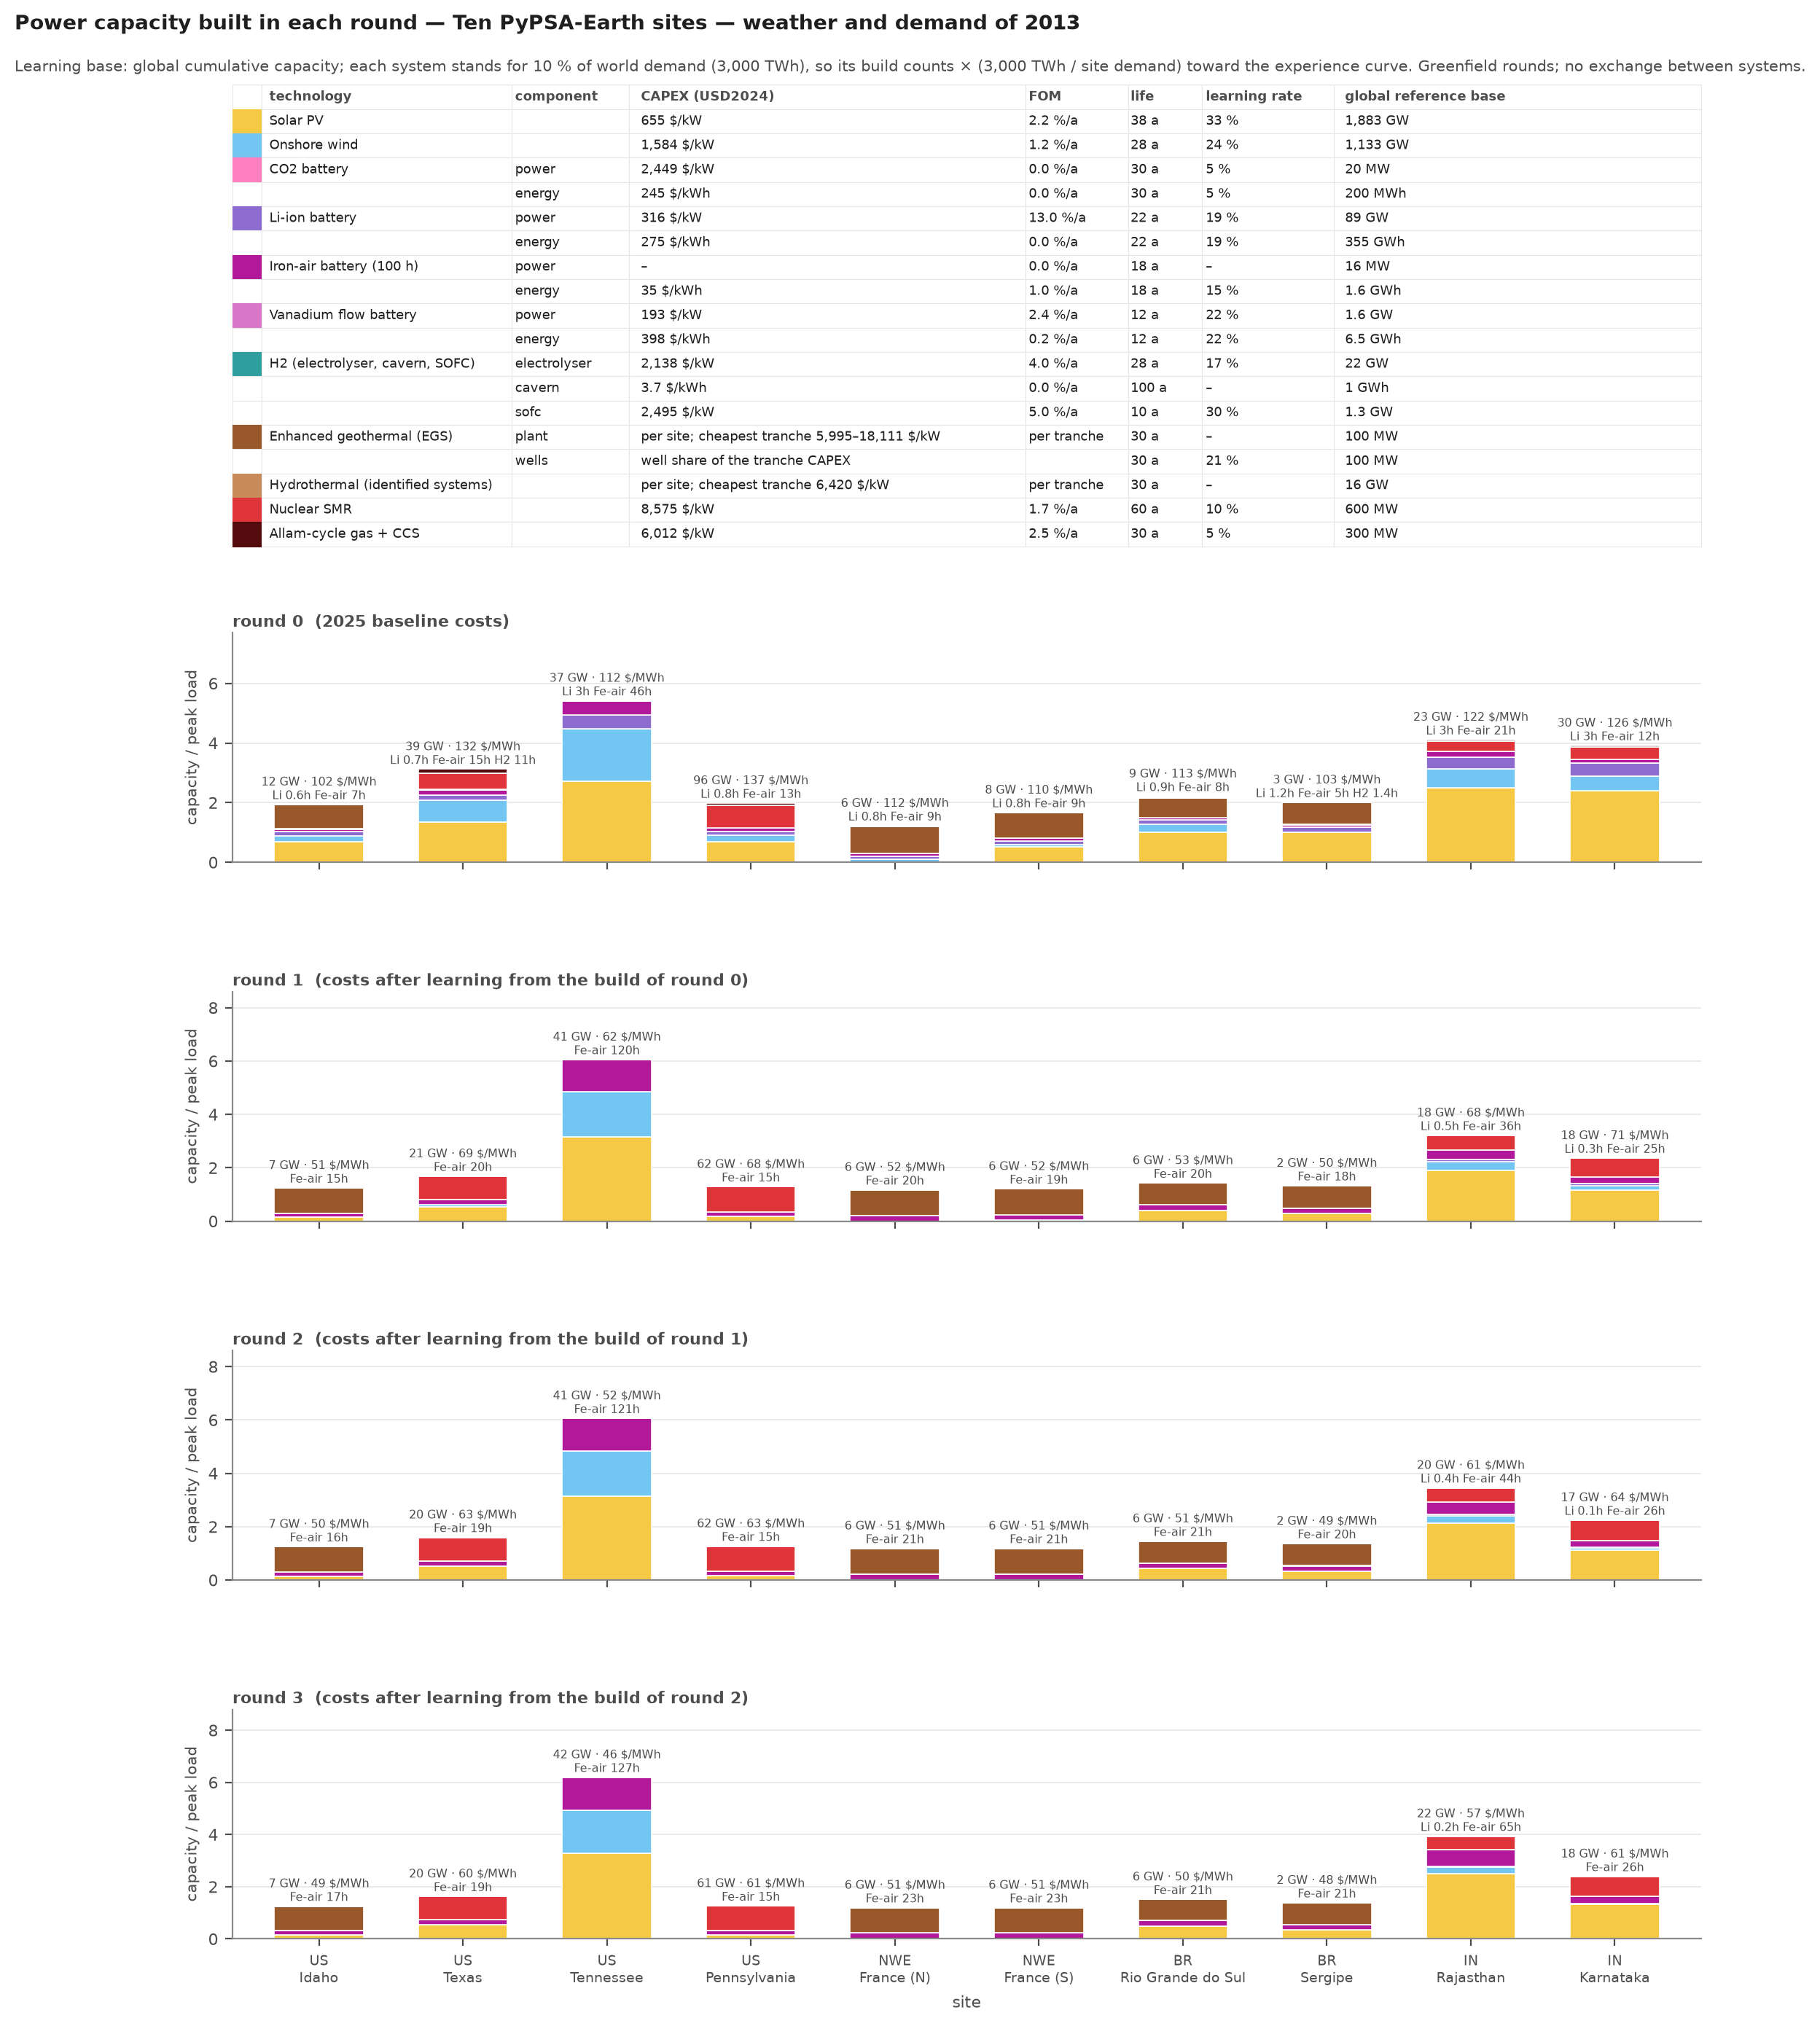 Power capacity built in each round — Ten PyPSA-Earth sites — weather and demand of 2013
Learning base: global cumulative capacity; each system stands for 10 % of world demand (3,000 TWh), so its build counts × (3,000 TWh / site demand) toward the experience curve. Greenfield rounds; no exchange between systems.
technology component CAPEX (USD2024) FOM life learning rate global reference base
Solar PV 655 $/kW 2.2 %/a 38 a 33 % 1,883 GW
Onshore wind 1,584 $/kW 1.2 %/a 28 a 24 % 1,133 GW
CO2 battery power 2,449 $/kW 0.0 %/a 30 a 5 % 20 MW
energy 245 $/kWh 0.0 %/a 30 a 5 % 200 MWh
Li-ion battery power 316 $/kW 13.0 %/a 22 a 19 % 89 GW
energy 275 $/kWh 0.0 %/a 22 a 19 % 355 GWh
Iron-air battery (100 h) power – 0.0 %/a 18 a – 16 MW
energy 35 $/kWh 1.0 %/a 18 a 15 % 1.6 GWh
Vanadium flow battery power 193 $/kW 2.4 %/a 12 a 22 % 1.6 GW
energy 398 $/kWh 0.2 %/a 12 a 22 % 6.5 GWh
H2 (electrolyser, cavern, SOFC) electrolyser 2,138 $/kW 4.0 %/a 28 a 17 % 22 GW
cavern 3.7 $/kWh 0.0 %/a 100 a – 1 GWh
sofc 2,495 $/kW 5.0 %/a 10 a 30 % 1.3 GW
Enhanced geothermal (EGS) plant per site; cheapest tranche 5,995–18,111 $/kW per tranche 30 a – 100 MW
wells well share of the tranche CAPEX 30 a 21 % 100 MW
Hydrothermal (identified systems) per site; cheapest tranche 6,420 $/kW per tranche 30 a – 16 GW
Nuclear SMR 8,575 $/kW 1.7 %/a 60 a 10 % 600 MW
Allam-cycle gas + CCS 6,012 $/kW 2.5 %/a 30 a 5 % 300 MW
round 0 (2025 baseline costs)
capacity / peak load
6
4
2
0
12 GW · 102 $/MWh
Li 0.6h Fe-air 7h
39 GW · 132 $/MWh
Li 0.7h Fe-air 15h H2 11h
37 GW · 112 $/MWh
Li 3h Fe-air 46h
96 GW · 137 $/MWh
Li 0.8h Fe-air 13h
6 GW · 112 $/MWh
Li 0.8h Fe-air 9h
8 GW · 110 $/MWh
Li 0.8h Fe-air 9h
9 GW · 113 $/MWh
Li 0.9h Fe-air 8h
3 GW · 103 $/MWh
Li 1.2h Fe-air 5h H2 1.4h
23 GW · 122 $/MWh
Li 3h Fe-air 21h
30 GW · 126 $/MWh
Li 3h Fe-air 12h
round 1 (costs after learning from the build of round 0)
capacity / peak load
8
6
4
2
0
7 GW · 51 $/MWh
Fe-air 15h
21 GW · 69 $/MWh
Fe-air 20h
41 GW · 62 $/MWh
Fe-air 120h
62 GW · 68 $/MWh
Fe-air 15h
6 GW · 52 $/MWh
Fe-air 20h
6 GW · 52 $/MWh
Fe-air 19h
6 GW · 53 $/MWh
Fe-air 20h
2 GW · 50 $/MWh
Fe-air 18h
18 GW · 68 $/MWh
Li 0.5h Fe-air 36h
18 GW · 71 $/MWh
Li 0.3h Fe-air 25h
round 2 (costs after learning from the build of round 1)
capacity / peak load
8
6
4
2
0
7 GW · 50 $/MWh
Fe-air 16h
20 GW · 63 $/MWh
Fe-air 19h
41 GW · 52 $/MWh
Fe-air 121h
62 GW · 63 $/MWh
Fe-air 15h
6 GW · 51 $/MWh
Fe-air 21h
6 GW · 51 $/MWh
Fe-air 21h
6 GW · 51 $/MWh
Fe-air 21h
2 GW · 49 $/MWh
Fe-air 20h
20 GW · 61 $/MWh
Li 0.4h Fe-air 44h
17 GW · 64 $/MWh
Li 0.1h Fe-air 26h
round 3 (costs after learning from the build of round 2)
capacity / peak load
8
6
4
2
0
7 GW · 49 $/MWh
Fe-air 17h
20 GW · 60 $/MWh
Fe-air 19h
42 GW · 46 $/MWh
Fe-air 127h
61 GW · 61 $/MWh
Fe-air 15h
6 GW · 51 $/MWh
Fe-air 23h
6 GW · 51 $/MWh
Fe-air 23h
6 GW · 50 $/MWh
Fe-air 21h
2 GW · 48 $/MWh
Fe-air 21h
22 GW · 57 $/MWh
Li 0.2h Fe-air 65h
18 GW · 61 $/MWh
Fe-air 26h
US
Idaho
US
Texas
US
Tennessee
US
Pennsylvania
NWE
France (N)
NWE
France (S)
BR
Rio Grande do Sul
BR
Sergipe
IN
Rajasthan
IN
Karnataka
site